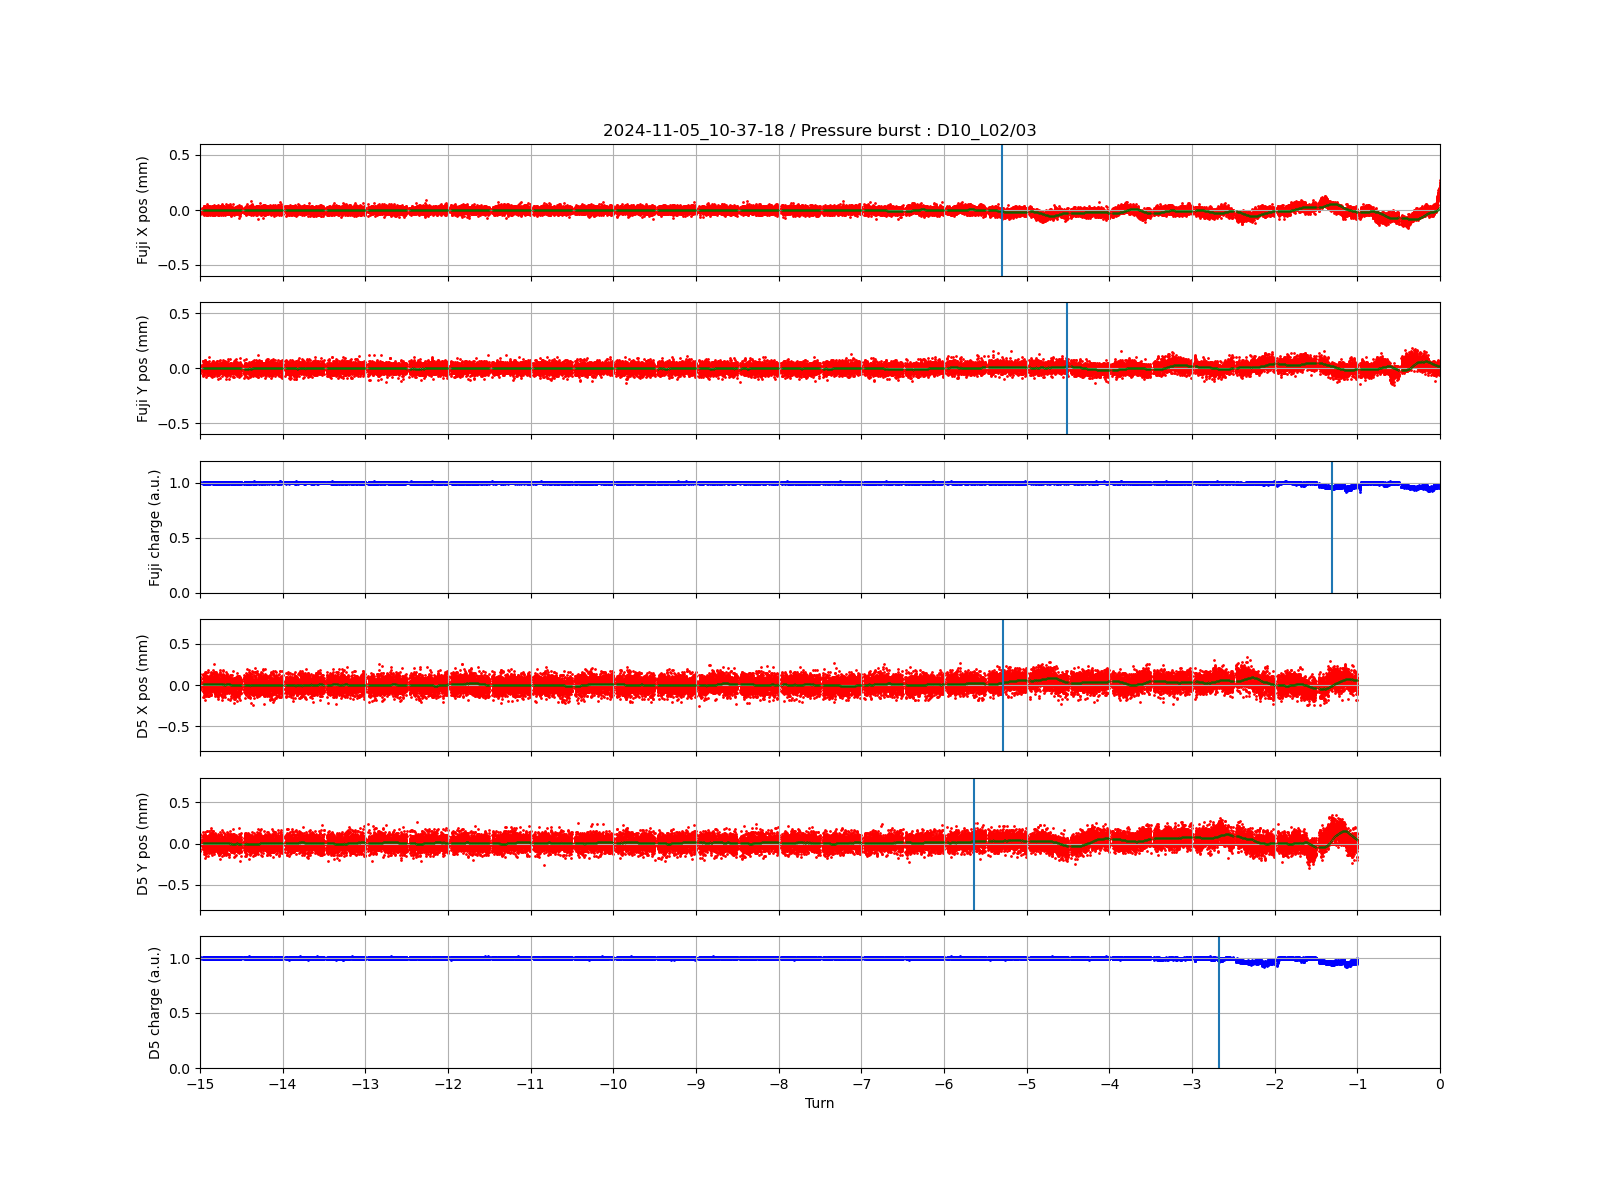 2024-11-05_10-37-18 / Pressure burst : D10_L02/03
Fuji X pos (mm)
0.5
0.0
−0.5
Fuji Y pos (mm)
0.5
0.0
−0.5
Fuji charge (a.u.)
1.0
0.5
0.0
D5 X pos (mm)
0.5
0.0
−0.5
D5 Y pos (mm)
0.5
0.0
−0.5
D5 charge (a.u.)
1.0
0.5
0.0
−15 −14 −13 −12 −11 −10 −9 −8 −7 −6 −5 −4 −3 −2 −1 0
Turn